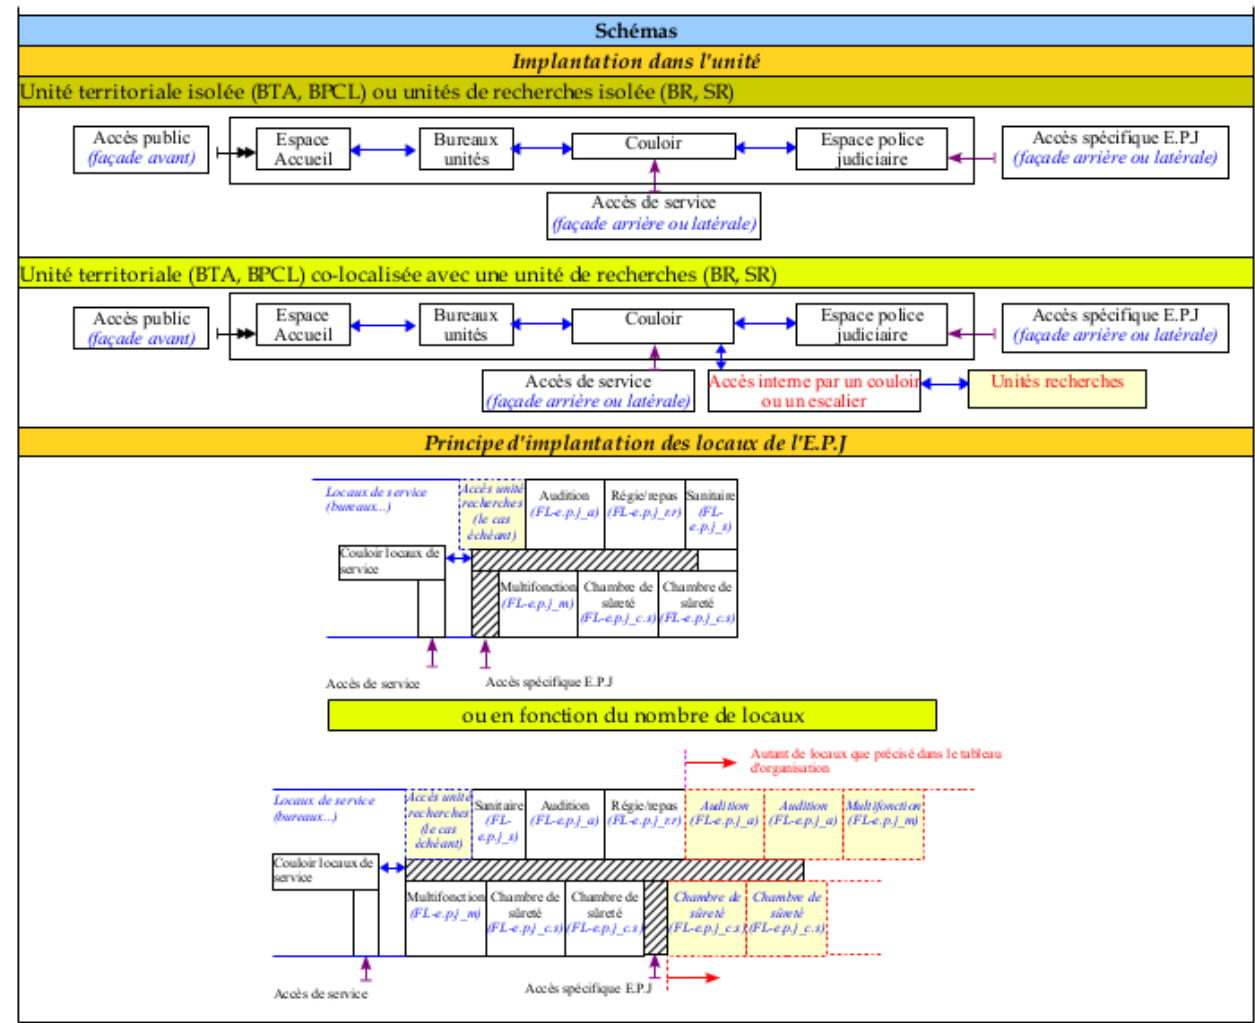 Schémas
Implantation dans l'unité
Unité territoriale isolée (BTA, BPCL) ou unités de recherches isolée (BR, SR)
Accès public
(façade avant)
Espace
Accueil
Bureaux
unités
Couloir
Espace police
judiciaire
Accès spécifique E.P.J
(façade arrière ou latérale)
Accès de service
(façade arrière ou latérale)
Unité territoriale (BTA, BPCL) co-localisée avec une unité de recherches (BR, SR)
Accès public
(façade avant)
Espace
Accueil
Bureaux
unités
Couloir
Espace police
judiciaire
Accès spécifique E.P.J
(façade arrière ou latérale)
Accès de service
(façade arrière ou latérale)
Accès interne par un couloir
ou un escalier
Unités recherches
Principe d'implantation des locaux de l'E.P.J
Locaux de service
(bureaux...)
Accès unité
recherches
(le cas
échéant)
Audition
(FL-e.p.j_a)
Régie/repas
(FL-e.p.j_r.r)
Sanitaire
(FL-
e.p.j_s)
Couloir locaux de
service
Multifonction
(FL-e.p.j_m)
Chambre de
sûreté
(FL-e.p.j_c.s)
Chambre de
sûreté
(FL-e.p.j_c.s)
Accès de service
Accès spécifique E.P.J
ou en fonction du nombre de locaux
Autant de locaux que précisé dans le tableau
d'organisation
Locaux de service
(bureaux...)
Accès unité
recherches
(le cas
échéant)
Sanitaire
(FL-
e.p.j_s)
Audition
(FL-e.p.j_a)
Régie/repas
(FL-e.p.j_r.r)
Audition
(FL-e.p.j_a)
Audition
(FL-e.p.j_a)
Multifonction
(FL-e.p.j_m)
Couloir locaux de
service
Multifonction
(FL-e.p.j_m)
Chambre de
sûreté
(FL-e.p.j_c.s)
Chambre de
sûreté
(FL-e.p.j_c.s)
Chambre de
sûreté
(FL-e.p.j_c.s)
Chambre de
sûreté
(FL-e.p.j_c.s)
Accès de service
Accès spécifique E.P.J